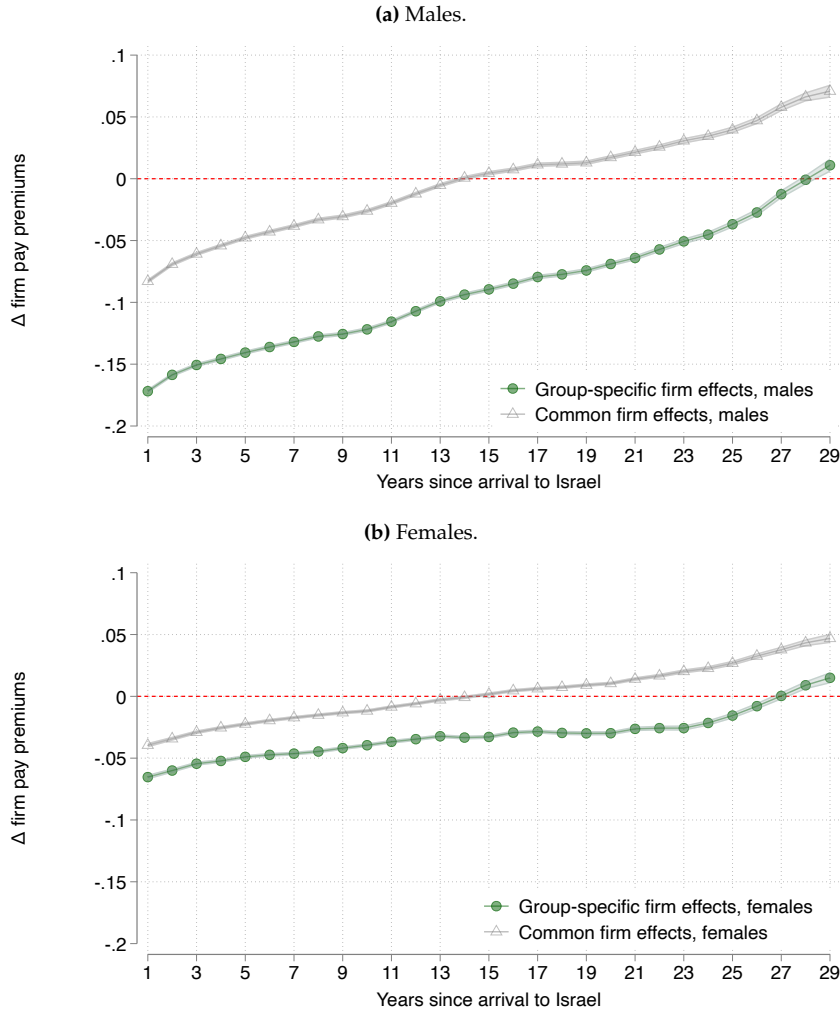 (a) Males.
.1
.05
0
-.05
-.1
-.15
-.2
Δ firm pay premiums
Group-specific firm effects, males
Common firm effects, males
1 3 5 7 9 11 13 15 17 19 21 23 25 27 29
Years since arrival to Israel
(b) Females.
.1
.05
0
-.05
-.1
-.15
-.2
Δ firm pay premiums
Group-specific firm effects, females
Common firm effects, females
1 3 5 7 9 11 13 15 17 19 21 23 25 27 29
Years since arrival to Israel